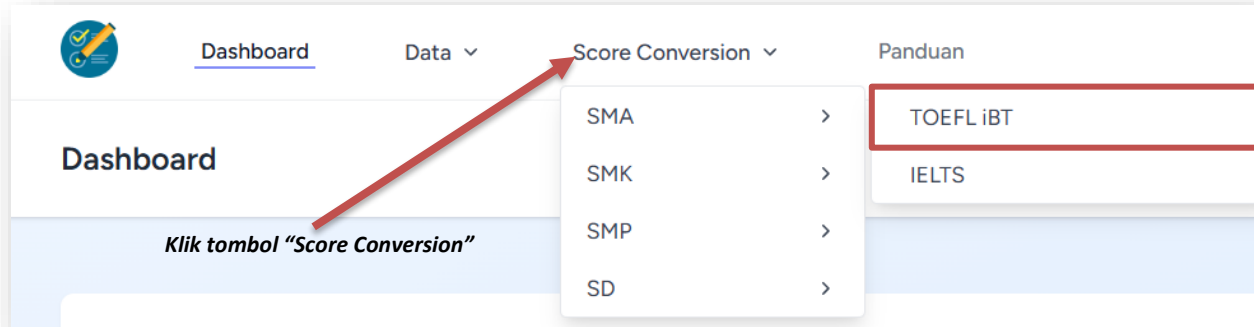 Dashboard
Data
Score Conversion
Panduan
SMA
TOEFL iBT
Dashboard
SMK
IELTS
SMP
Klik tombol “Score Conversion”
SD